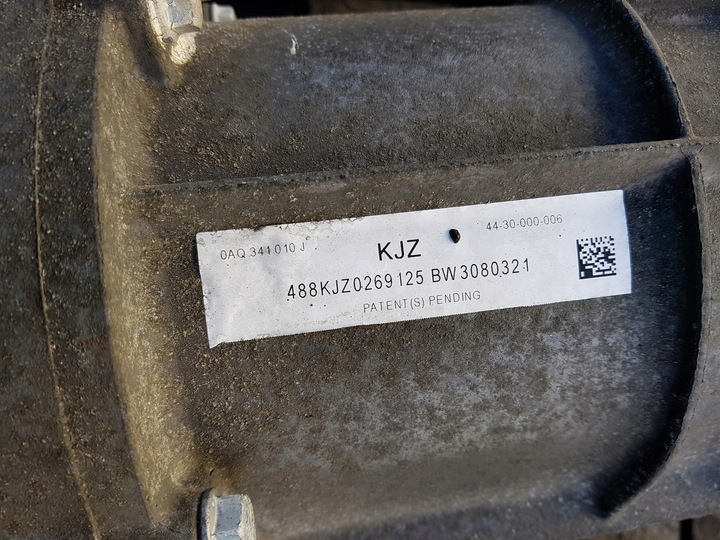 0AQ 341 010 J
KJZ
44-30-000-006
488KJZ0269125 BW3080321
PATENT(S) PENDING